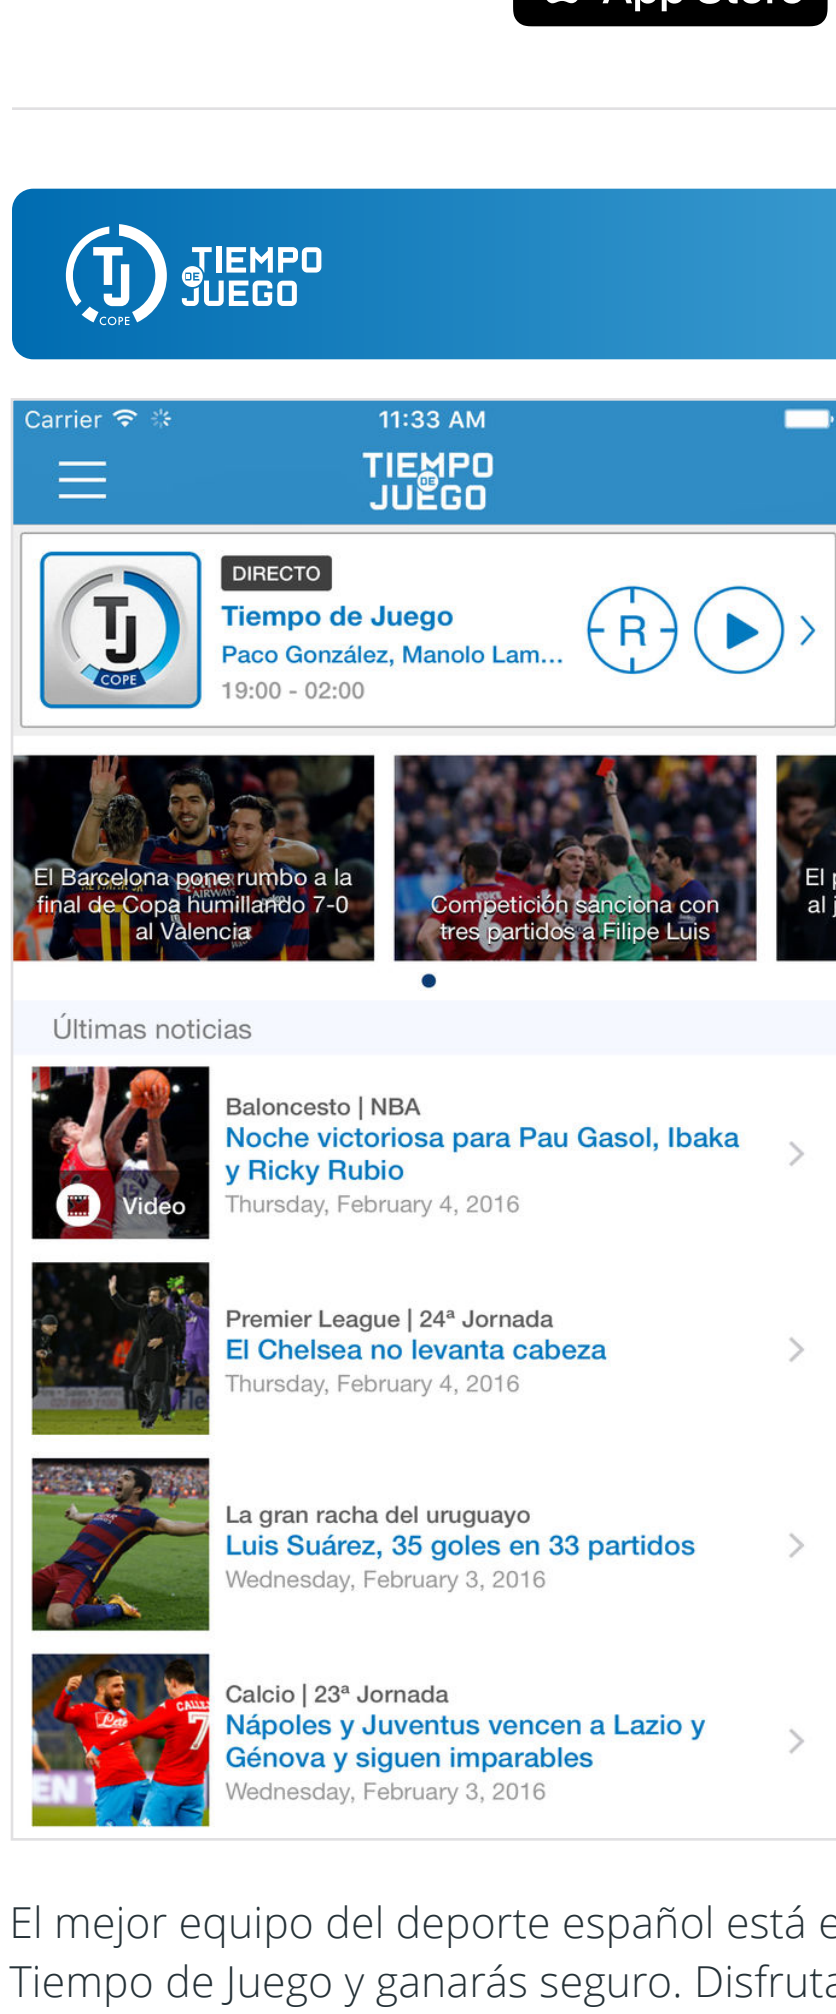 App Store
TJ
COPE
TIEMPO
DE
JUEGO
Carrier
11:33 AM
TIEMPO
DE
JUEGO
TJ
COPE
DIRECTO
Tiempo de Juego
Paco González, Manolo Lam...
19:00 - 02:00
R
El Barcelona pone rumbo a la
final de Copa humillando 7-0
al Valencia
Competición sanciona con
tres partidos a Filipe Luis
El
al
Últimas noticias
Video
Baloncesto | NBA
Noche victoriosa para Pau Gasol, Ibaka
y Ricky Rubio
Thursday, February 4, 2016
Premier League | 24ª Jornada
El Chelsea no levanta cabeza
Thursday, February 4, 2016
La gran racha del uruguayo
Luis Suárez, 35 goles en 33 partidos
Wednesday, February 3, 2016
Calcio | 23ª Jornada
Nápoles y Juventus vencen a Lazio y
Génova y siguen imparables
Wednesday, February 3, 2016
El mejor equipo del deporte español está e
Tiempo de Juego y ganarás seguro. Disfruta